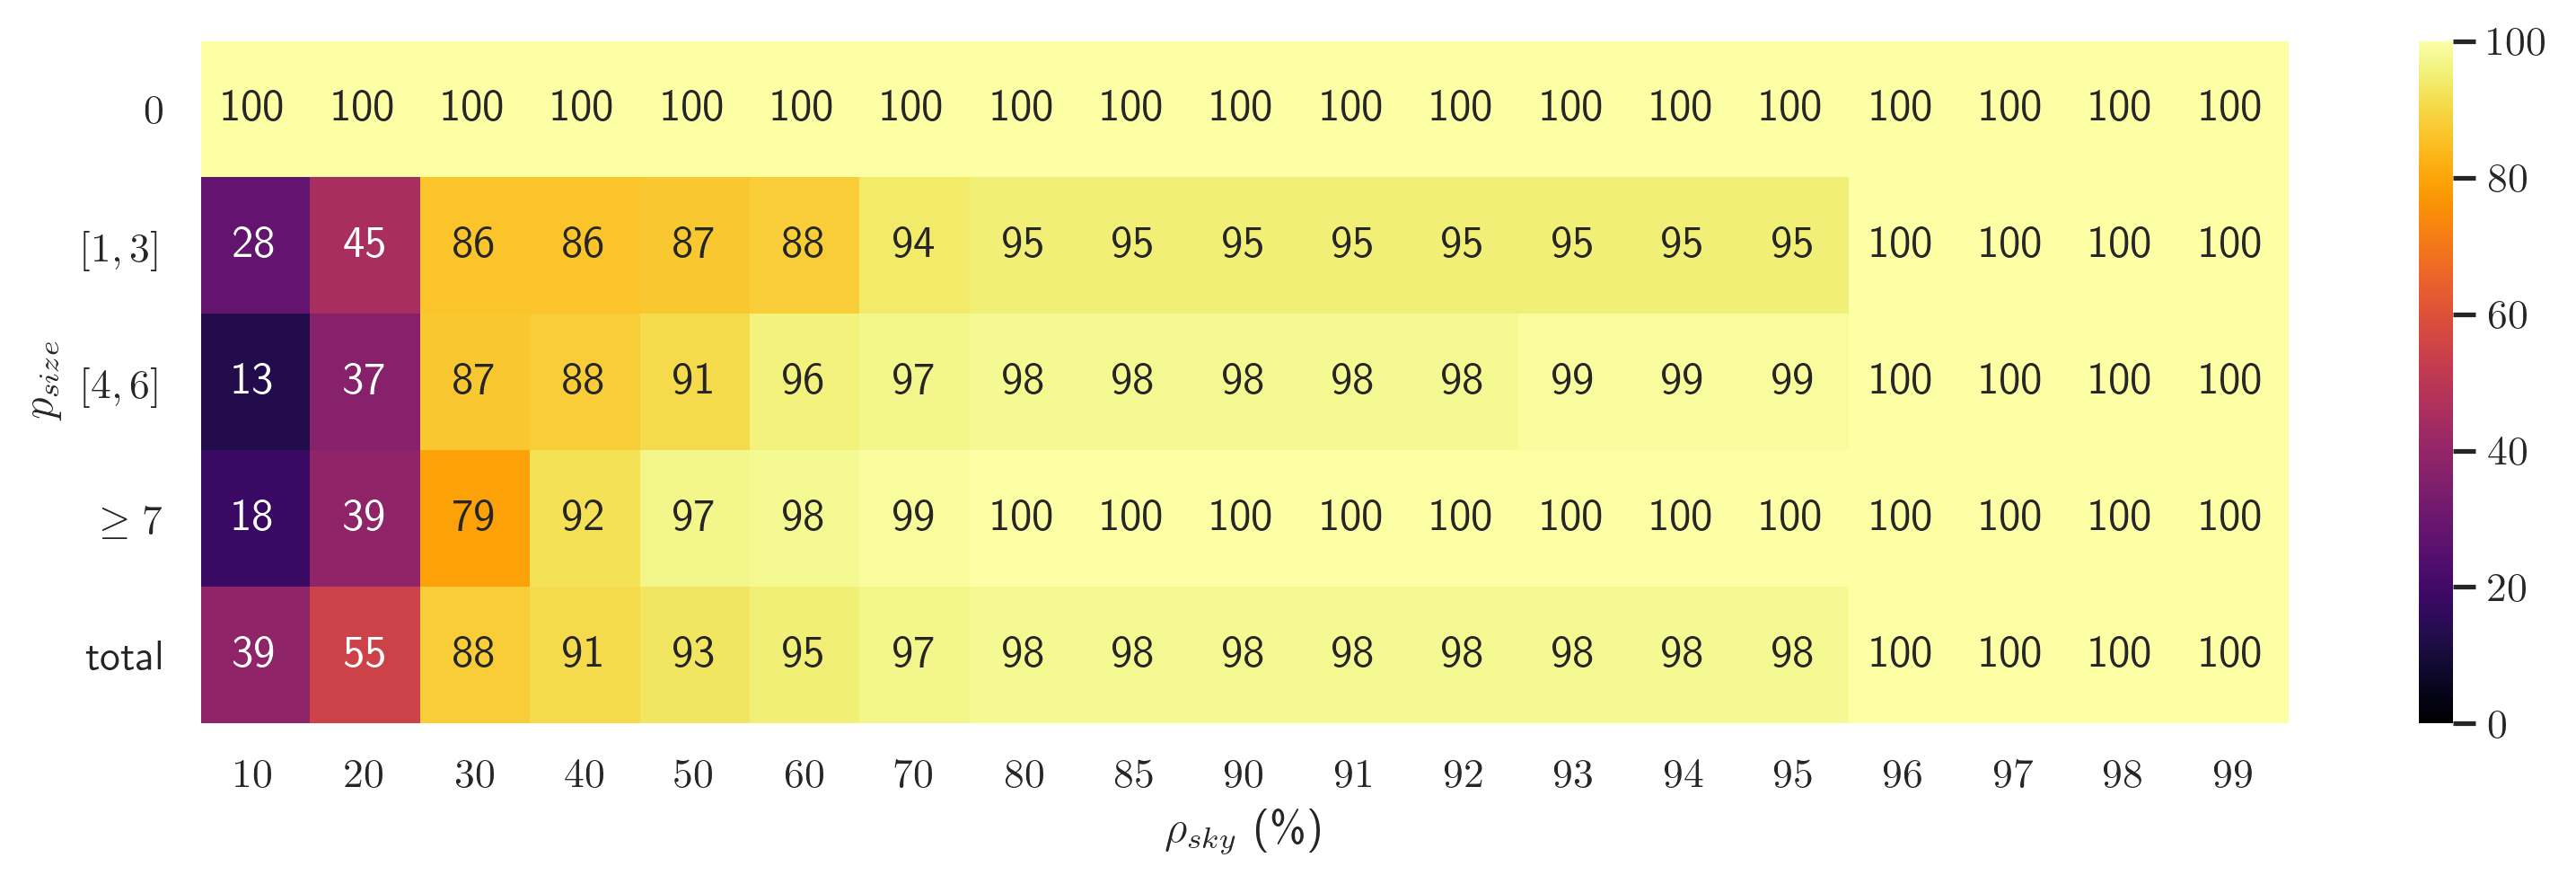 0 100 100 100 100 100 100 100 100 100 100 100 100 100 100 100 100 100 100 100
[1, 3] 28 45 86 86 87 88 94 95 95 95 95 95 95 95 95 100 100 100 100
[4, 6] 13 37 87 88 91 96 97 98 98 98 98 98 99 99 99 100 100 100 100
≥ 7 18 39 79 92 97 98 99 100 100 100 100 100 100 100 100 100 100 100 100
total 39 55 88 91 93 95 97 98 98 98 98 98 98 98 98 100 100 100 100
10 20 30 40 50 60 70 80 85 90 91 92 93 94 95 96 97 98 99
ρsky (%)
psize
100
80
60
40
20
0